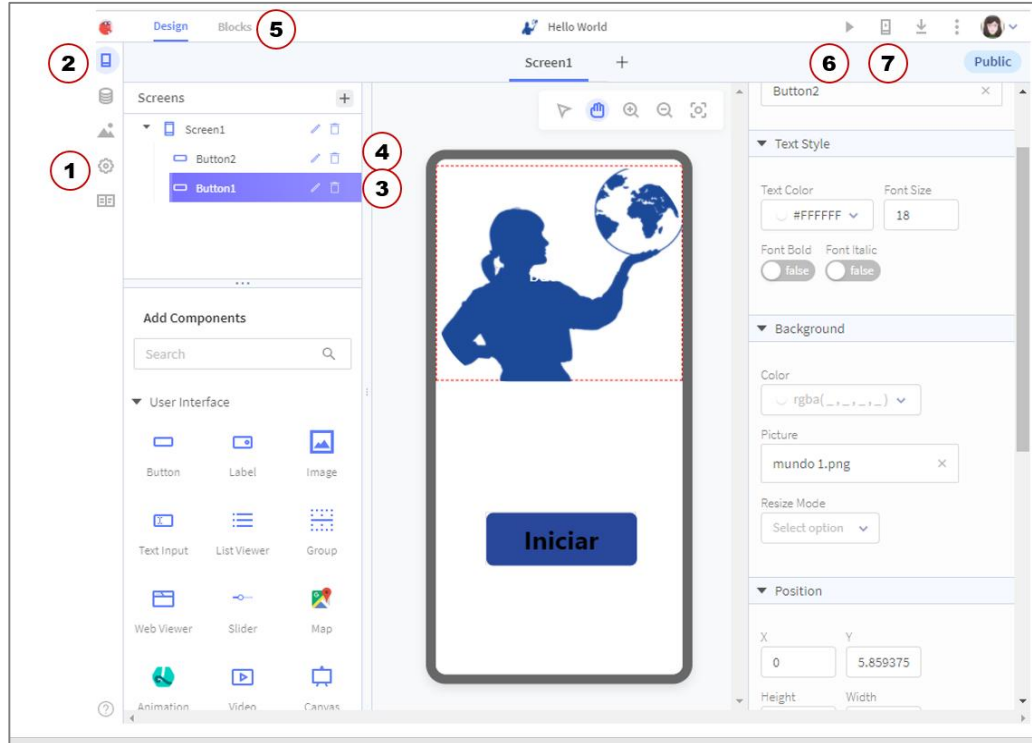 Design Blocks 5 Hello World
2 Screen1 + 6 7 Public
Screens +
Screen1
Button2 4
1 Button1 3
Add Components
Search
User Interface
Button Label Image
Text Input List Viewer Group
Web Viewer Slider Map
Animation Video Canvas
Iniciar
Button2 ×
Text Style
Text Color Font Size
#FFFFFF 18
Font Bold Font Italic
false false
Background
Color
rgba(_,_,_,_)
Picture
mundo 1.png ×
Resize Mode
Select option
Position
X Y
0 5.859375
Height Width